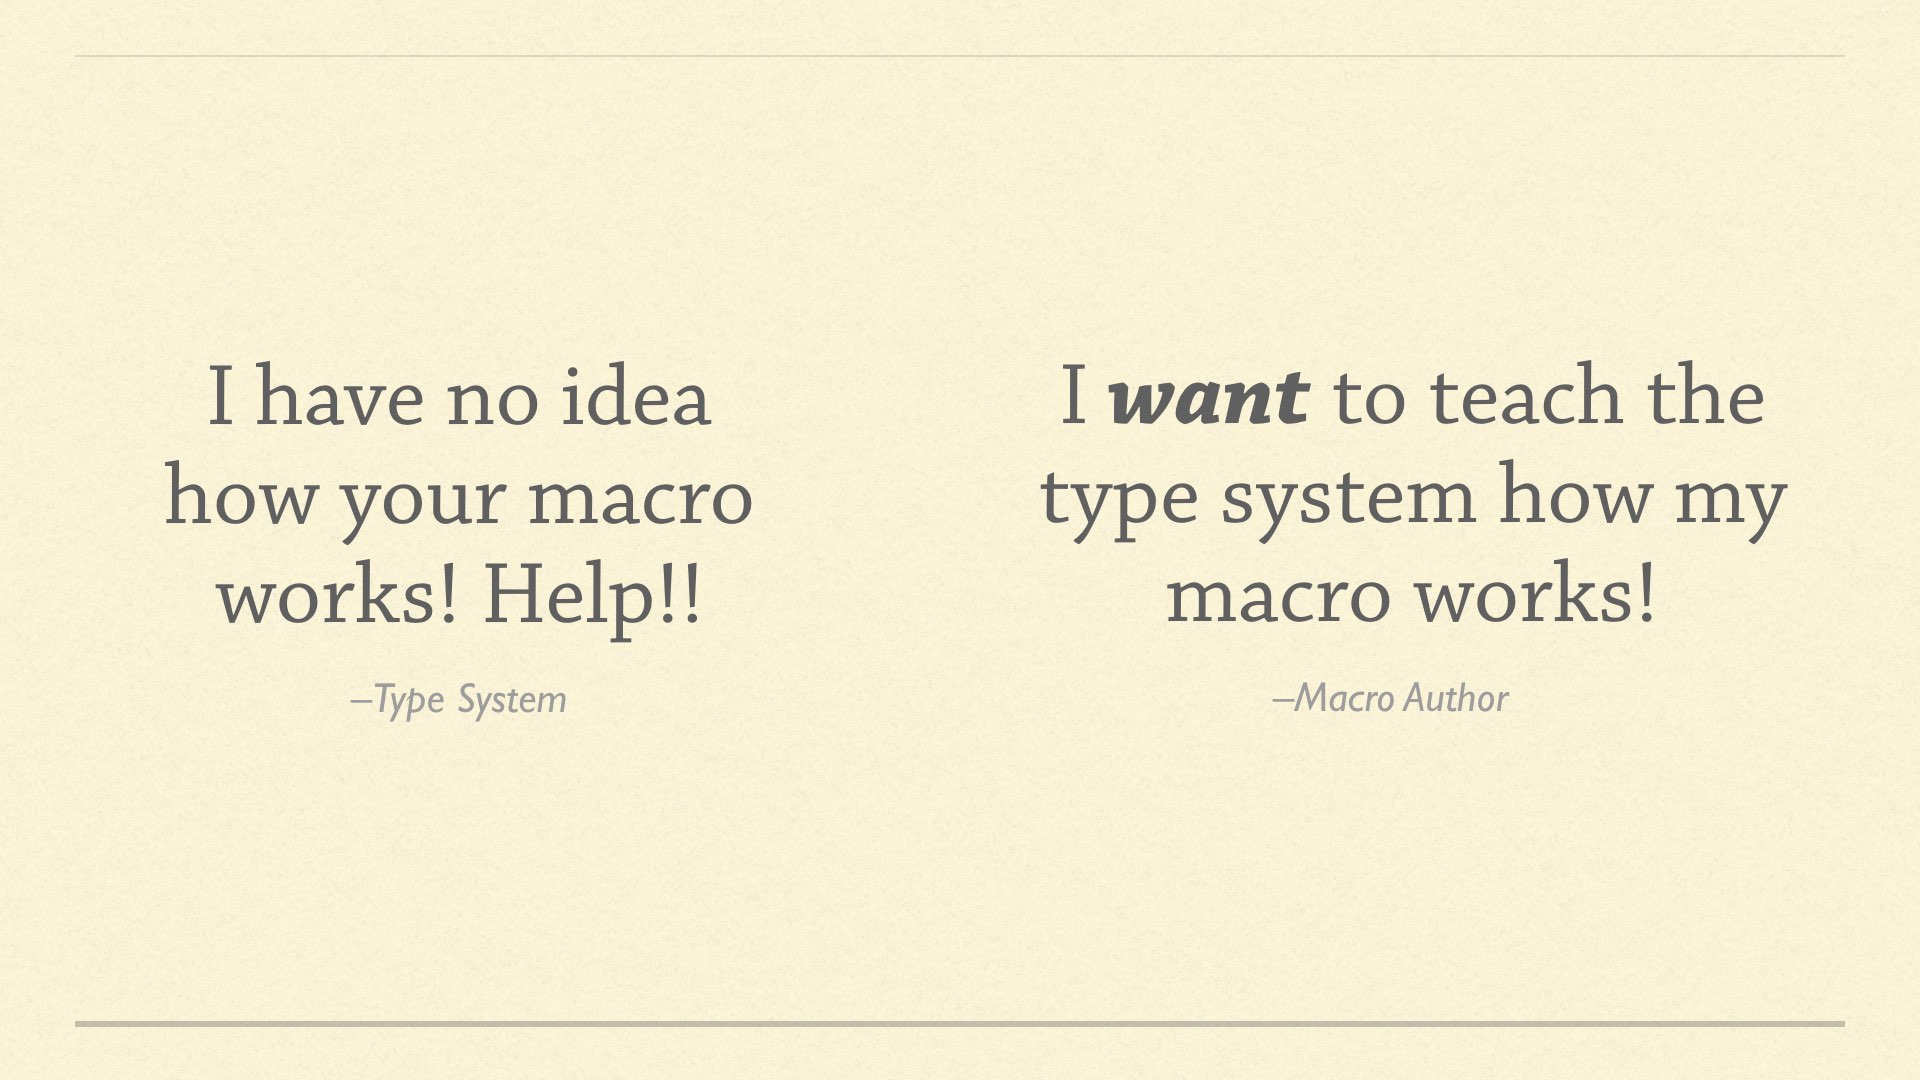 I have no idea
how your macro
works! Help!!
–Type System
I want to teach the
type system how my
macro works!
–Macro Author